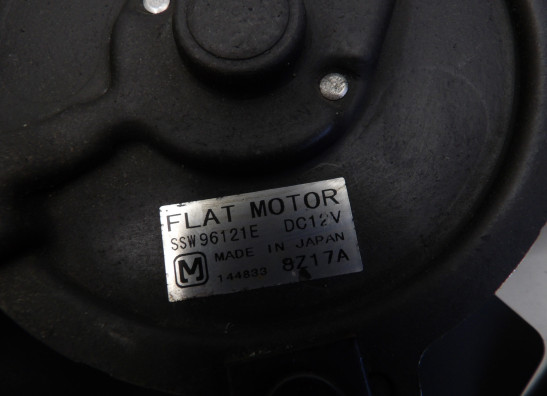 FLAT MOTOR
SSW96121E DC12V
M MADE IN JAPAN
144833 8Z17A